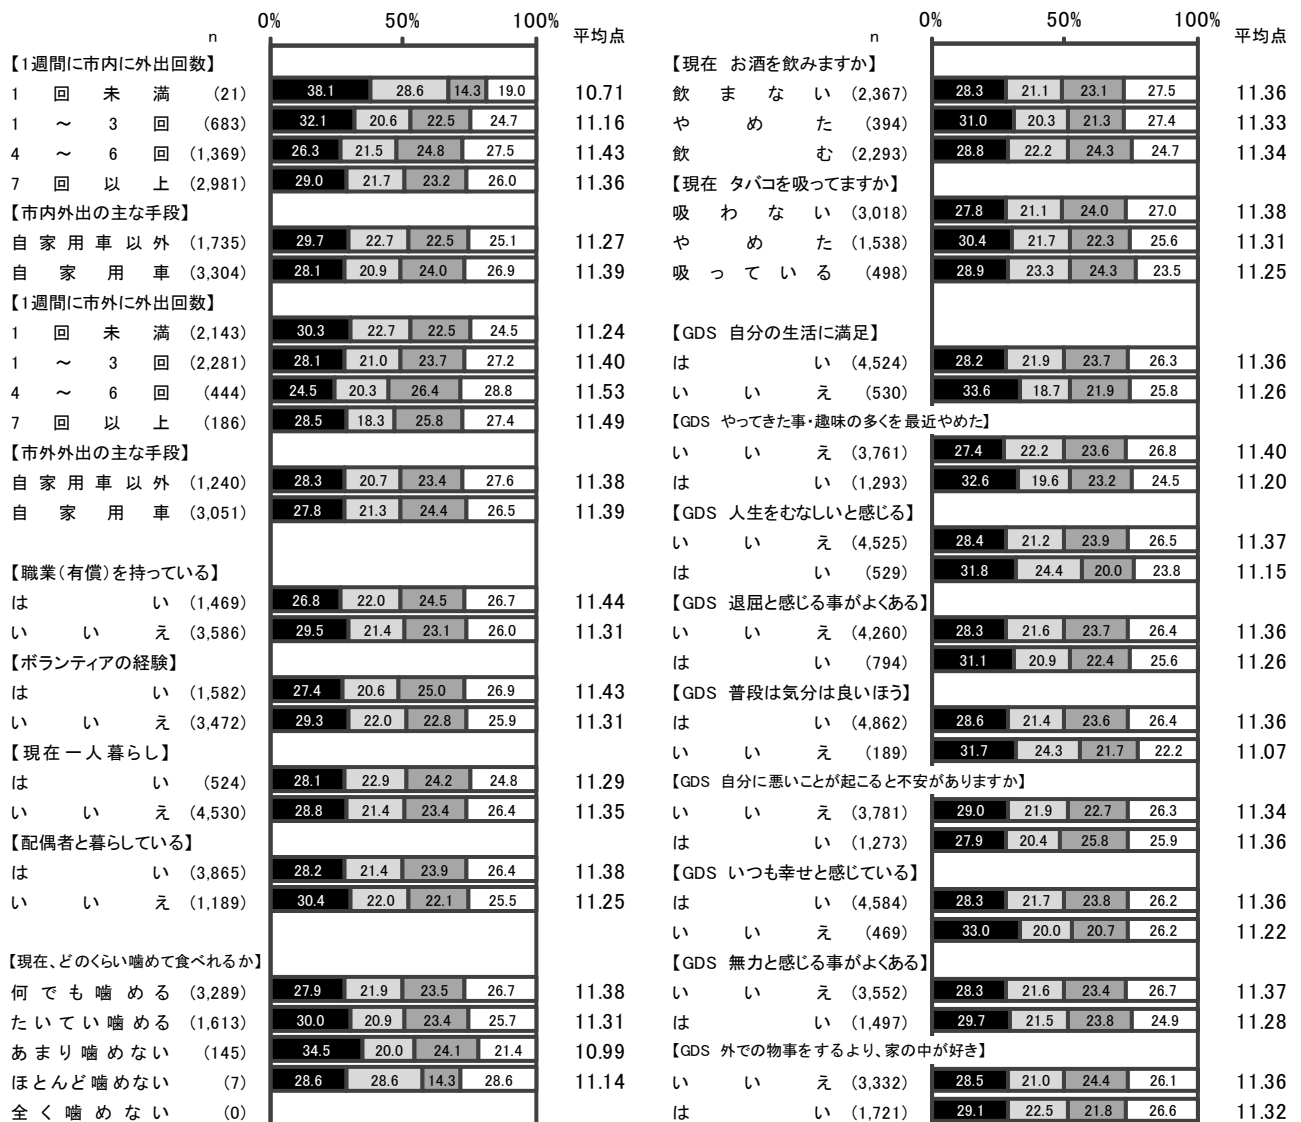 0% 50% 100%
n 平均点
【1週間に市内に外出回数】
1回未満 (21) 38.1 28.6 14.3 19.0 10.71
1～3回 (683) 32.1 20.6 22.5 24.7 11.16
4～6回 (1,369) 26.3 21.5 24.8 27.5 11.43
7回以上 (2,981) 29.0 21.7 23.2 26.0 11.36
【市内外出の主な手段】
自家用車以外 (1,735) 29.7 22.7 22.5 25.1 11.27
自家用車 (3,304) 28.1 20.9 24.0 26.9 11.39
【1週間に市外に外出回数】
1回未満 (2,143) 30.3 22.7 22.5 24.5 11.24
1～3回 (2,281) 28.1 21.0 23.7 27.2 11.40
4～6回 (444) 24.5 20.3 26.4 28.8 11.53
7回以上 (186) 28.5 18.3 25.8 27.4 11.49
【市外外出の主な手段】
自家用車以外 (1,240) 28.3 20.7 23.4 27.6 11.38
自家用車 (3,051) 27.8 21.3 24.4 26.5 11.39
【職業(有償)を持っている】
はい (1,469) 26.8 22.0 24.5 26.7 11.44
いいえ (3,586) 29.5 21.4 23.1 26.0 11.31
【ボランティアの経験】
はい (1,582) 27.4 20.6 25.0 26.9 11.43
いいえ (3,472) 29.3 22.0 22.8 25.9 11.31
【現在一人暮らし】
はい (524) 28.1 22.9 24.2 24.8 11.29
いいえ (4,530) 28.8 21.4 23.4 26.4 11.35
【配偶者と暮らしている】
はい (3,865) 28.2 21.4 23.9 26.4 11.38
いいえ (1,189) 30.4 22.0 22.1 25.5 11.25
【現在、どのくらい噛めて食べれるか】
何でも噛める (3,289) 27.9 21.9 23.5 26.7 11.38
たいてい噛める (1,613) 30.0 20.9 23.4 25.7 11.31
あまり噛めない (145) 34.5 20.0 24.1 21.4 10.99
ほとんど噛めない (7) 28.6 28.6 14.3 28.6 11.14
全く噛めない (0)
0% 50% 100%
n 平均点
【現在 お酒を飲みますか】
飲まない (2,367) 28.3 21.1 23.1 27.5 11.36
やめた (394) 31.0 20.3 21.3 27.4 11.33
飲む (2,293) 28.8 22.2 24.3 24.7 11.34
【現在 タバコを吸ってますか】
吸わない (3,018) 27.8 21.1 24.0 27.0 11.38
やめた (1,538) 30.4 21.7 22.3 25.6 11.31
吸っている (498) 28.9 23.3 24.3 23.5 11.25
【GDS 自分の生活に満足】
はい (4,524) 28.2 21.9 23.7 26.3 11.36
いいえ (530) 33.6 18.7 21.9 25.8 11.26
【GDS やってきた事・趣味の多くを最近やめた】
いいえ (3,761) 27.4 22.2 23.6 26.8 11.40
はい (1,293) 32.6 19.6 23.2 24.5 11.20
【GDS 人生をむなしいと感じる】
いいえ (4,525) 28.4 21.2 23.9 26.5 11.37
はい (529) 31.8 24.4 20.0 23.8 11.15
【GDS 退屈と感じる事がよくある】
いいえ (4,260) 28.3 21.6 23.7 26.4 11.36
はい (794) 31.1 20.9 22.4 25.6 11.26
【GDS 普段は気分は良いほう】
はい (4,862) 28.6 21.4 23.6 26.4 11.36
いいえ (189) 31.7 24.3 21.7 22.2 11.07
【GDS 自分に悪いことが起こると不安がありますか】
いいえ (3,781) 29.0 21.9 22.7 26.3 11.34
はい (1,273) 27.9 20.4 25.8 25.9 11.36
【GDS いつも幸せと感じている】
はい (4,584) 28.3 21.7 23.8 26.2 11.36
いいえ (469) 33.0 20.0 20.7 26.2 11.22
【GDS 無力と感じる事がよくある】
いいえ (3,552) 28.3 21.6 23.4 26.7 11.37
はい (1,497) 29.7 21.5 23.8 24.9 11.28
【GDS 外での物事をするより、家の中が好き】
いいえ (3,332) 28.5 21.0 24.4 26.1 11.36
はい (1,721) 29.1 22.5 21.8 26.6 11.32